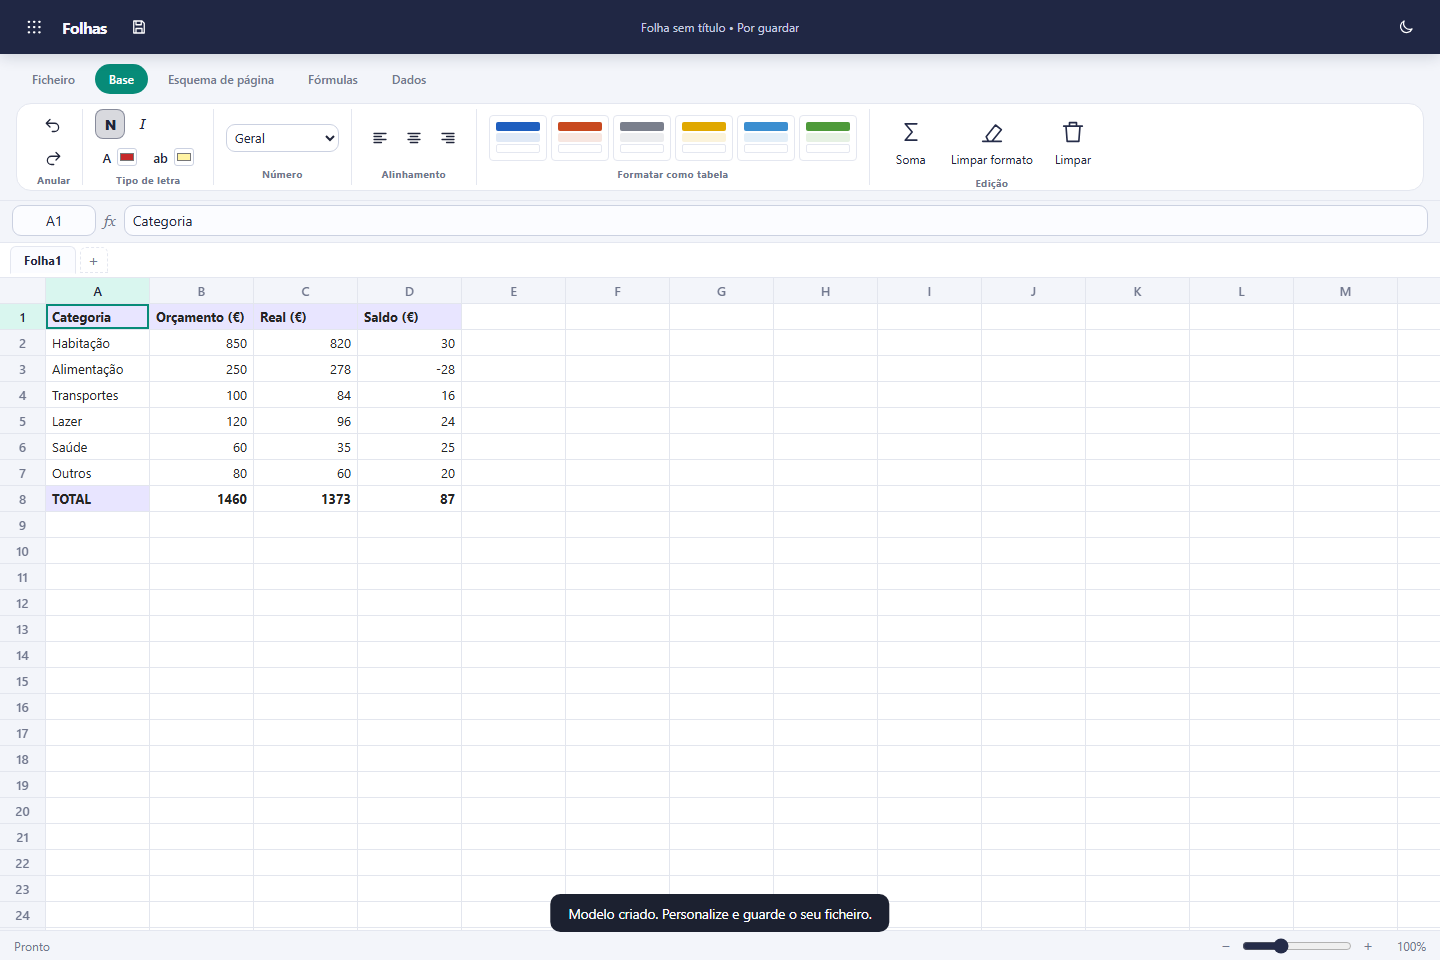 Folhas
Folha sem título • Por guardar
Ficheiro Base Esquema de página Fórmulas Dados
N I
A ab
Anular
Tipo de letra
Geral
Número
Alinhamento
Formatar como tabela
Soma Limpar formato Limpar
Edição
A1 fx Categoria
Folha1 +
A B C D E F G H I J K L M
1 Categoria Orçamento (€) Real (€) Saldo (€)
2 Habitação 850 820 30
3 Alimentação 250 278 -28
4 Transportes 100 84 16
5 Lazer 120 96 24
6 Saúde 60 35 25
7 Outros 80 60 20
8 TOTAL 1460 1373 87
9
10
11
12
13
14
15
16
17
18
19
20
21
22
23
24
Modelo criado. Personalize e guarde o seu ficheiro.
Pronto − + 100%